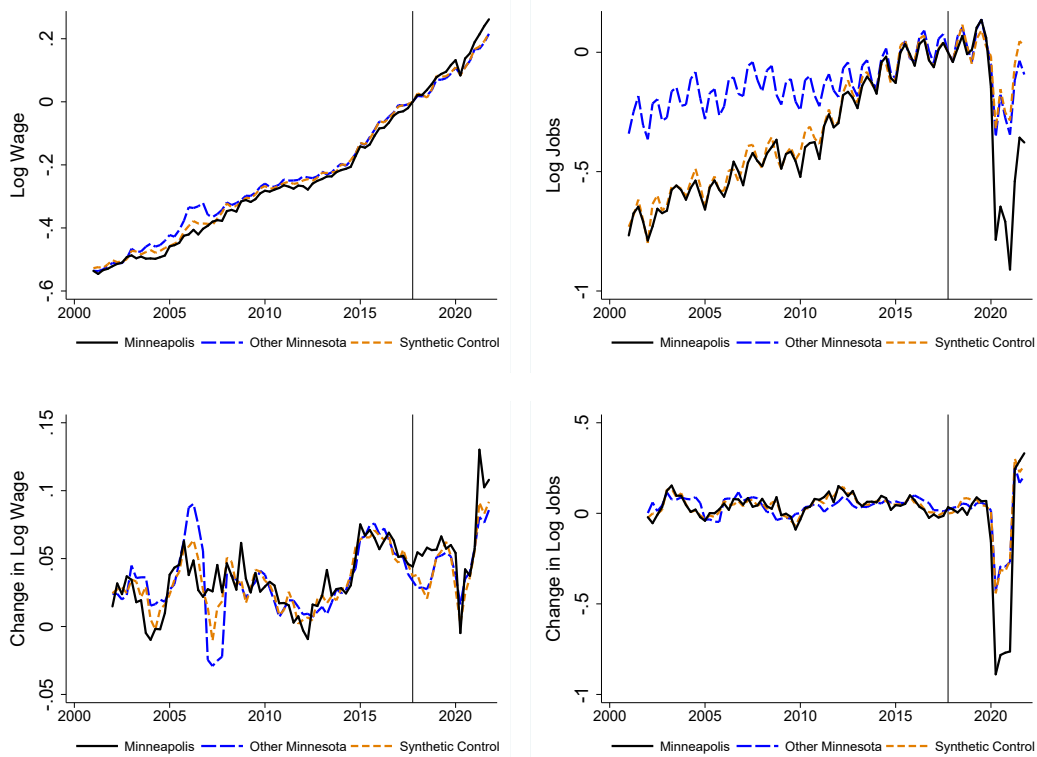 Log Wage
.2
0
-.2
-.4
-.6
2000 2005 2010 2015 2020
Minneapolis Other Minnesota Synthetic Control
Log Jobs
0
-.5
-1
2000 2005 2010 2015 2020
Minneapolis Other Minnesota Synthetic Control
Change in Log Wage
.15
.1
.05
0
-.05
2000 2005 2010 2015 2020
Minneapolis Other Minnesota Synthetic Control
Change in Log Jobs
.5
0
-.5
-1
2000 2005 2010 2015 2020
Minneapolis Other Minnesota Synthetic Control